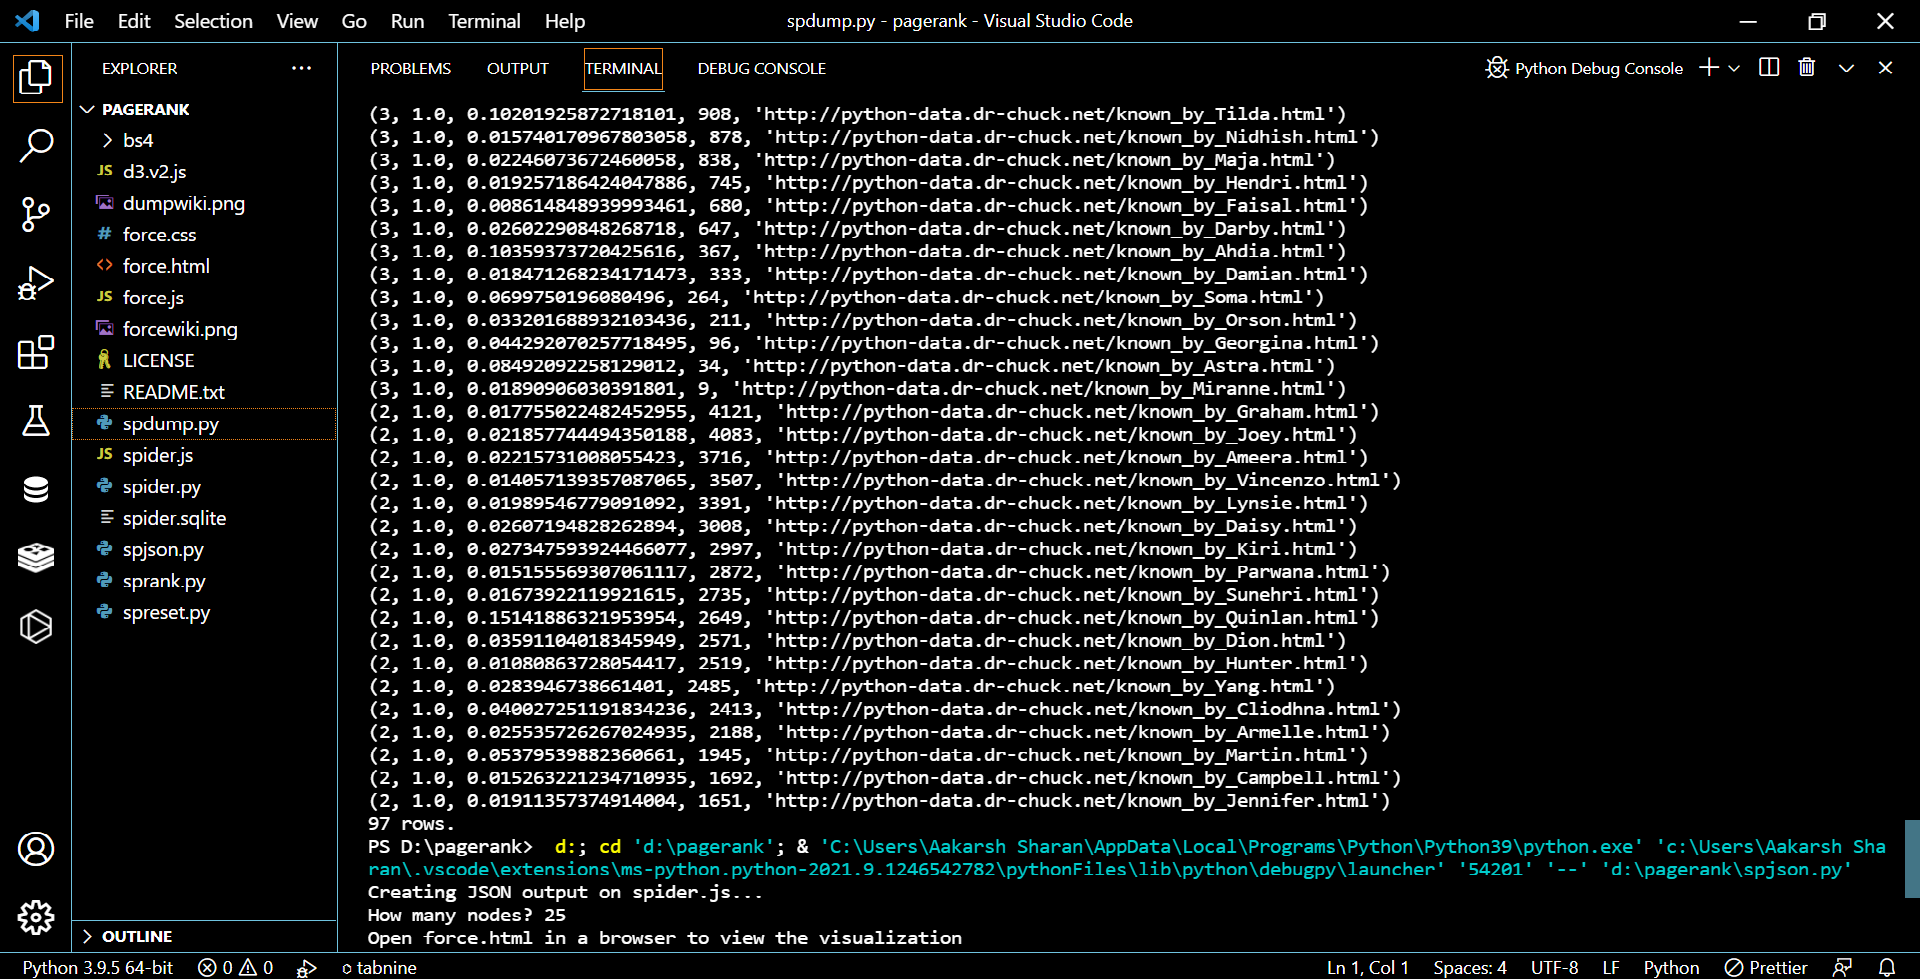 File Edit Selection View Go Run Terminal Help
spdump.py - pagerank - Visual Studio Code
EXPLORER
PAGERANK
bs4
JS d3.v2.js
dumpwiki.png
# force.css
<> force.html
JS force.js
forcewiki.png
LICENSE
README.txt
spdump.py
JS spider.js
spider.py
spider.sqlite
spjson.py
sprank.py
spreset.py
OUTLINE
PROBLEMS OUTPUT TERMINAL DEBUG CONSOLE
Python Debug Console
(3, 1.0, 0.10201925872718101, 908, 'http://python-data.dr-chuck.net/known_by_Tilda.html')
(3, 1.0, 0.015740170967803058, 878, 'http://python-data.dr-chuck.net/known_by_Nidhish.html')
(3, 1.0, 0.02246073672460058, 838, 'http://python-data.dr-chuck.net/known_by_Maja.html')
(3, 1.0, 0.019257186424047886, 745, 'http://python-data.dr-chuck.net/known_by_Hendri.html')
(3, 1.0, 0.008614848939993461, 680, 'http://python-data.dr-chuck.net/known_by_Faisal.html')
(3, 1.0, 0.02602290848268718, 647, 'http://python-data.dr-chuck.net/known_by_Darby.html')
(3, 1.0, 0.10359373720425616, 367, 'http://python-data.dr-chuck.net/known_by_Ahdia.html')
(3, 1.0, 0.018471268234171473, 333, 'http://python-data.dr-chuck.net/known_by_Damian.html')
(3, 1.0, 0.0699750196080496, 264, 'http://python-data.dr-chuck.net/known_by_Soma.html')
(3, 1.0, 0.033201688932103436, 211, 'http://python-data.dr-chuck.net/known_by_Orson.html')
(3, 1.0, 0.044292070257718495, 96, 'http://python-data.dr-chuck.net/known_by_Georgina.html')
(3, 1.0, 0.08492092258129012, 34, 'http://python-data.dr-chuck.net/known_by_Astra.html')
(3, 1.0, 0.01890906030391801, 9, 'http://python-data.dr-chuck.net/known_by_Miranne.html')
(2, 1.0, 0.017755022482452955, 4121, 'http://python-data.dr-chuck.net/known_by_Graham.html')
(2, 1.0, 0.021857744494350188, 4083, 'http://python-data.dr-chuck.net/known_by_Joey.html')
(2, 1.0, 0.02215731008055423, 3716, 'http://python-data.dr-chuck.net/known_by_Ameera.html')
(2, 1.0, 0.014057139357087065, 3507, 'http://python-data.dr-chuck.net/known_by_Vincenzo.html')
(2, 1.0, 0.01989546779091092, 3391, 'http://python-data.dr-chuck.net/known_by_Lynsie.html')
(2, 1.0, 0.02607194828262894, 3008, 'http://python-data.dr-chuck.net/known_by_Daisy.html')
(2, 1.0, 0.027347593924466077, 2997, 'http://python-data.dr-chuck.net/known_by_Kiri.html')
(2, 1.0, 0.015155569307061117, 2872, 'http://python-data.dr-chuck.net/known_by_Parwana.html')
(2, 1.0, 0.01673922119921615, 2735, 'http://python-data.dr-chuck.net/known_by_Sunehri.html')
(2, 1.0, 0.15141886321953954, 2649, 'http://python-data.dr-chuck.net/known_by_Quinlan.html')
(2, 1.0, 0.03591104018345949, 2571, 'http://python-data.dr-chuck.net/known_by_Dion.html')
(2, 1.0, 0.01080863728054417, 2519, 'http://python-data.dr-chuck.net/known_by_Hunter.html')
(2, 1.0, 0.0283946738661401, 2485, 'http://python-data.dr-chuck.net/known_by_Yang.html')
(2, 1.0, 0.040027251191834236, 2413, 'http://python-data.dr-chuck.net/known_by_Cliodhna.html')
(2, 1.0, 0.025535726267024935, 2188, 'http://python-data.dr-chuck.net/known_by_Armelle.html')
(2, 1.0, 0.05379539882360661, 1945, 'http://python-data.dr-chuck.net/known_by_Martin.html')
(2, 1.0, 0.015263221234710935, 1692, 'http://python-data.dr-chuck.net/known_by_Campbell.html')
(2, 1.0, 0.01911357374914004, 1651, 'http://python-data.dr-chuck.net/known_by_Jennifer.html')
97 rows.
PS D:\pagerank>  d:; cd 'd:\pagerank'; & 'C:\Users\Aakarsh Sharan\AppData\Local\Programs\Python\Python39\python.exe' 'c:\Users\Aakarsh Sha
ran\.vscode\extensions\ms-python.python-2021.9.1246542782\pythonFiles\lib\python\debugpy\launcher' '54201' '--' 'd:\pagerank\spjson.py'
Creating JSON output on spider.js...
How many nodes? 25
Open force.html in a browser to view the visualization
Python 3.9.5 64-bit 0 0 tabnine Ln 1, Col 1 Spaces: 4 UTF-8 LF Python Prettier